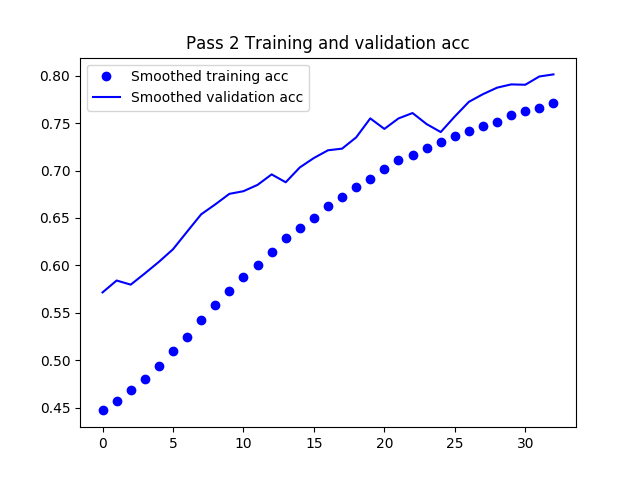 Pass 2 Training and validation acc
Smoothed training acc
Smoothed validation acc
0.80
0.75
0.70
0.65
0.60
0.55
0.50
0.45
0 5 10 15 20 25 30